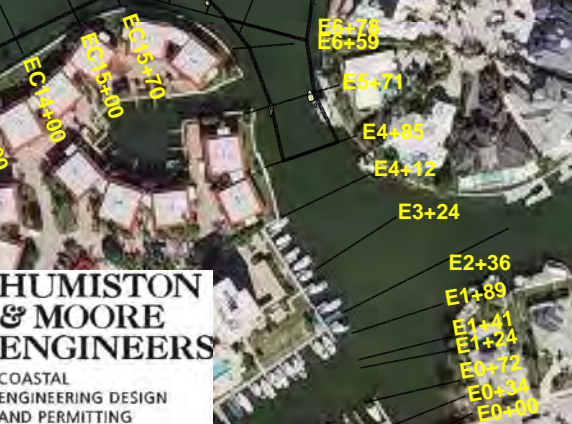 E6+78
E6+59
EC15+70
EC15+00
EC14+00
E5+71
E4+85
E4+12
E3+24
E2+36
E1+89
E1+41
E1+24
E0+72
E0+34
E0+00
HUMISTON
& MOORE
ENGINEERS
COASTAL
ENGINEERING DESIGN
AND PERMITTING